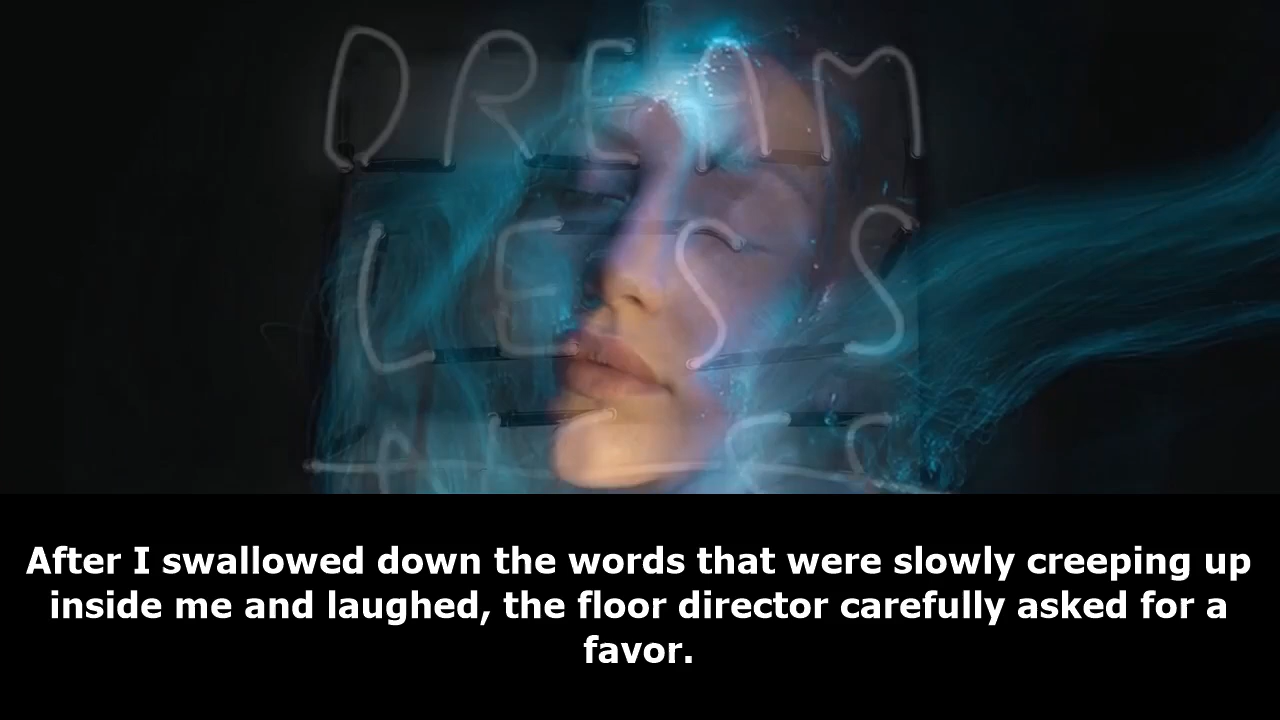 DREAM
LESS
After I swallowed down the words that were slowly creeping up
inside me and laughed, the floor director carefully asked for a
favor.